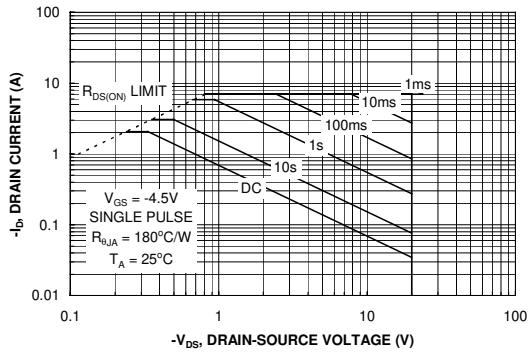 100
10
1
0.1
0.01
-I_D, DRAIN CURRENT (A)
R_DS(ON) LIMIT
1ms
10ms
100ms
1s
10s
DC
V_GS = -4.5V
SINGLE PULSE
R_θJA = 180°C/W
T_A = 25°C
0.1 1 10 100
-V_DS, DRAIN-SOURCE VOLTAGE (V)